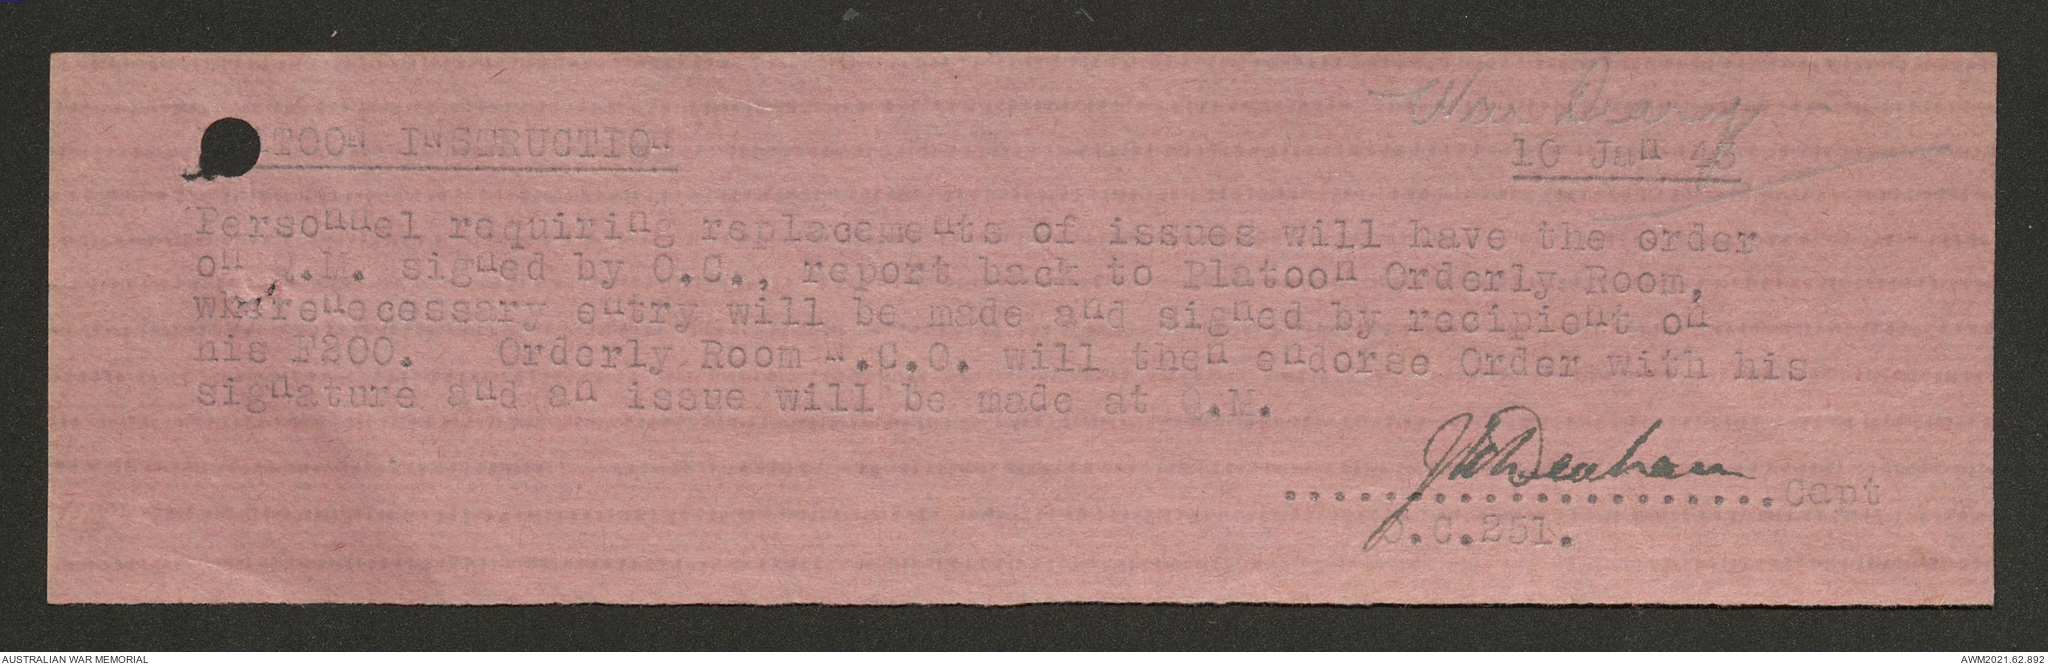 War Diary
PLATOON INSTRUCTION
10 Jan 43
Personnel requiring replacements of issues will have the order
on Q.M. signed by O.C., report back to Platoon Orderly Room,
where necessary entry will be made and signed by recipient on
his F200. Orderly Room N.C.O. will then endorse Order with his
signature and an issue will be made at Q.M.
Denham
.........................Capt
O.C.251.
AUSTRALIAN WAR MEMORIAL
AWM2021.62.892